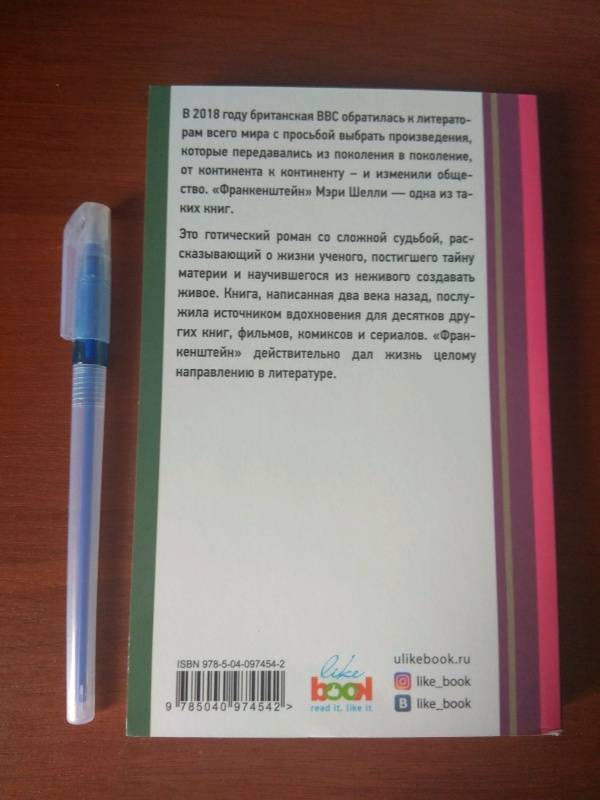 В 2018 году британская BBC обратилась к литерато-
рам всего мира с просьбой выбрать произведения,
которые передавались из поколения в поколение,
от континента к континенту – и изменили обще-
ство. «Франкенштейн» Мэри Шелли — одна из та-
ких книг.
Это готический роман со сложной судьбой, рас-
сказывающий о жизни ученого, постигшего тайну
материи и научившегося из неживого создавать
живое. Книга, написанная два века назад, послу-
жила источником вдохновения для десятков дру-
гих книг, фильмов, комиксов и сериалов. «Фран-
кенштейн» действительно дал жизнь целому
направлению в литературе.
ISBN 978-5-04-097454-2
9 785040 974542 >
like
book
read it. like it
ulikebook.ru
like_book
B like_book